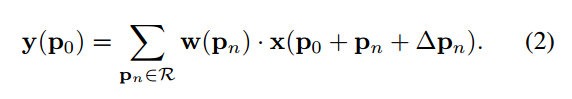 y(p₀) = ∑_{pₙ∈R} w(pₙ) · x(p₀ + pₙ + Δpₙ). (2)